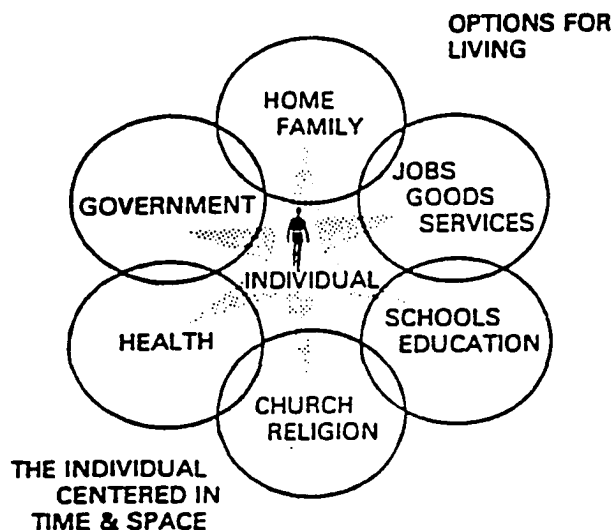 OPTIONS FOR
LIVING
HOME
FAMILY
GOVERNMENT
JOBS
GOODS
SERVICES
INDIVIDUAL
HEALTH
SCHOOLS
EDUCATION
CHURCH
RELIGION
THE INDIVIDUAL
CENTERED IN
TIME & SPACE